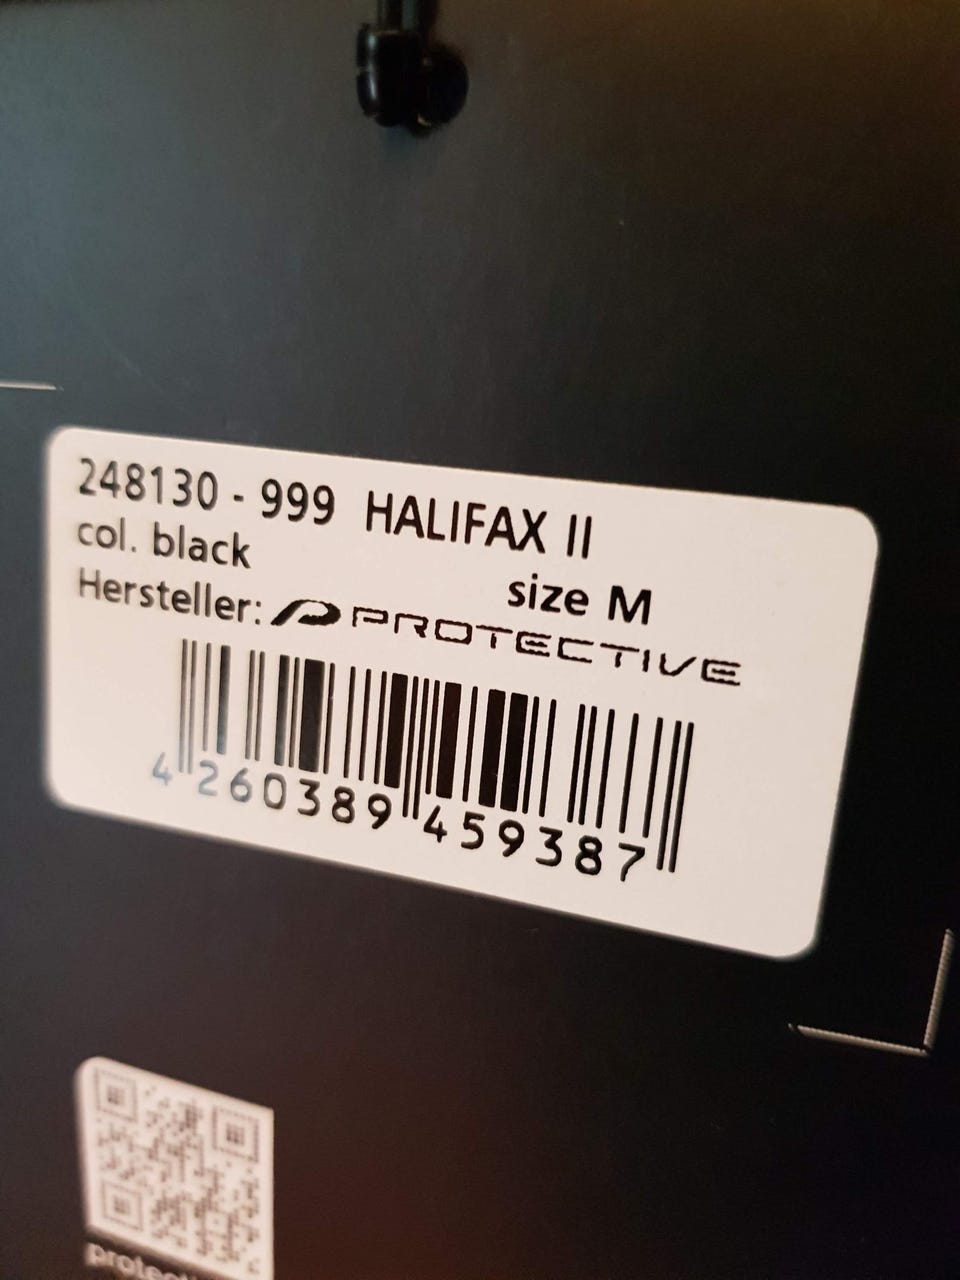 248130 - 999 HALIFAX II
col. black
size M
Hersteller: PROTECTIVE
4 260389 459387